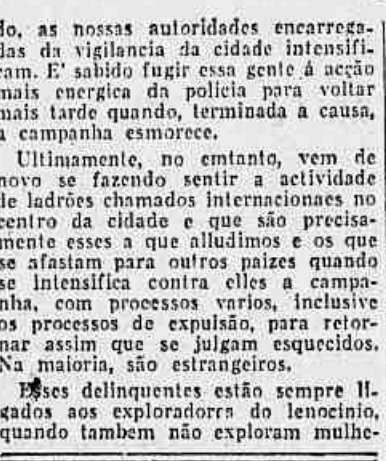 do, as nossas autoridades encarrega-
das da vigilancia da cidade intensifi-
cam. E' sabido fugir essa gente á acção
mais energica da policia para voltar
mais tarde quando, terminada a causa,
a campanha esmorece.
Ultimamente, no emtanto, vem de
novo se fazendo sentir a actividade
de ladrões chamados internacionaes no
centro da cidade e que são precisa-
mente esses a que alludimos e os que
se afastam para outros paizes quando
se intensifica contra elles a campa-
nha, com processos varios, inclusive
os processos de expulsão, para retor-
nar assim que se julgam esquecidos.
Na maioria, são estrangeiros.
Esses delinquentes estão sempre li-
gados aos exploradores do lenocinio,
quando tambem não exploram mulhe-